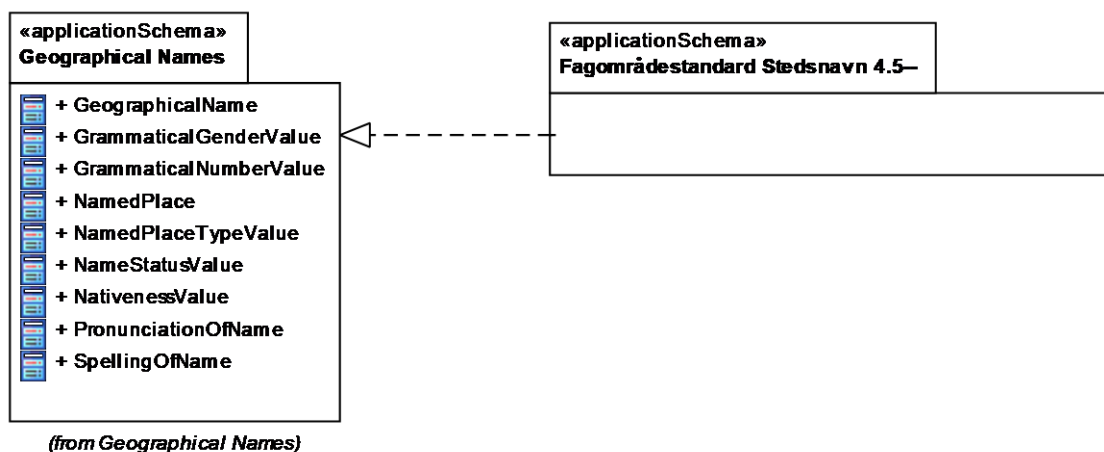 «applicationSchema»
Geographical Names
+ GeographicalName
+ GrammaticalGenderValue
+ GrammaticalNumberValue
+ NamedPlace
+ NamedPlaceTypeValue
+ NameStatusValue
+ NativenessValue
+ PronunciationOfName
+ SpellingOfName
(from Geographical Names)
«applicationSchema»
Fagområdestandard Stedsnavn 4.5--